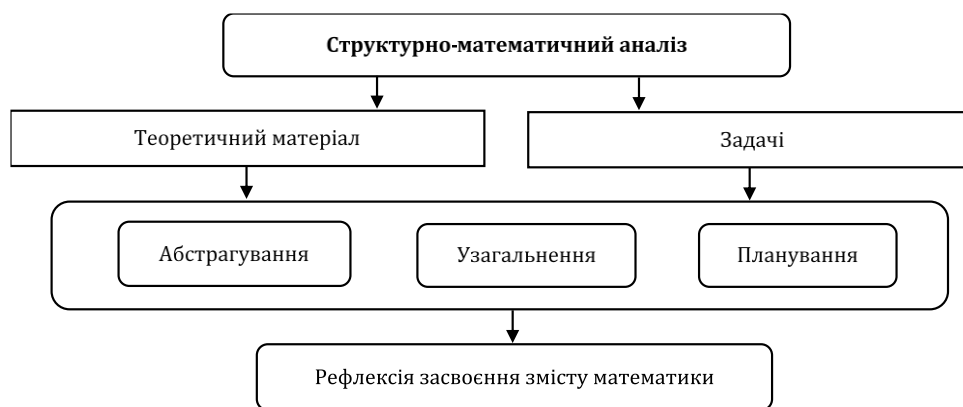 Структурно-математичний аналіз
Теоретичний матеріал
Задачі
Абстрагування
Узагальнення
Планування
Рефлексія засвоєння змісту математики